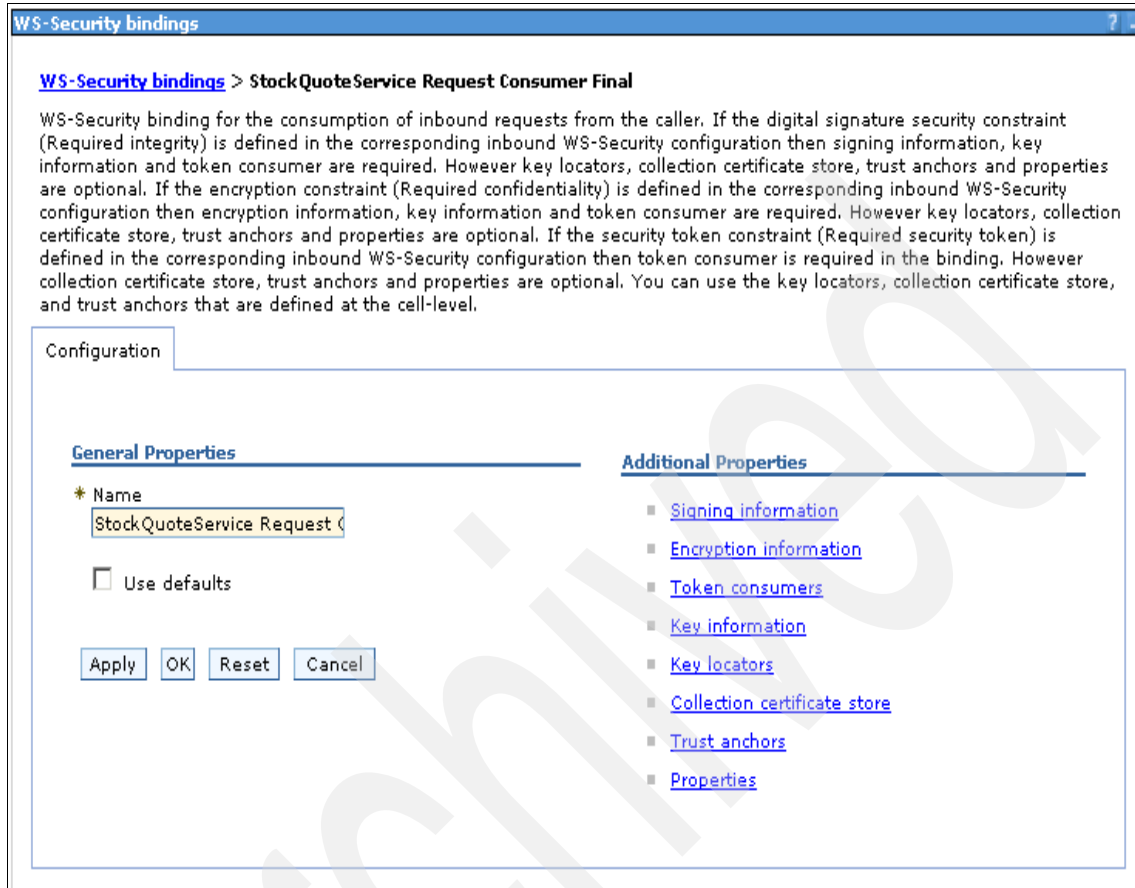 WS-Security bindings ? -
WS-Security bindings > StockQuoteService Request Consumer Final
WS-Security binding for the consumption of inbound requests from the caller. If the digital signature security constraint
(Required integrity) is defined in the corresponding inbound WS-Security configuration then signing information, key
information and token consumer are required. However key locators, collection certificate store, trust anchors and properties
are optional. If the encryption constraint (Required confidentiality) is defined in the corresponding inbound WS-Security
configuration then encryption information, key information and token consumer are required. However key locators, collection
certificate store, trust anchors and properties are optional. If the security token constraint (Required security token) is
defined in the corresponding inbound WS-Security configuration then token consumer is required in the binding. However
collection certificate store, trust anchors and properties are optional. You can use the key locators, collection certificate store,
and trust anchors that are defined at the cell-level.
Configuration
General Properties
* Name
StockQuoteService Request
Use defaults
Apply OK Reset Cancel
Additional Properties
Signing information
Encryption information
Token consumers
Key information
Key locators
Collection certificate store
Trust anchors
Properties